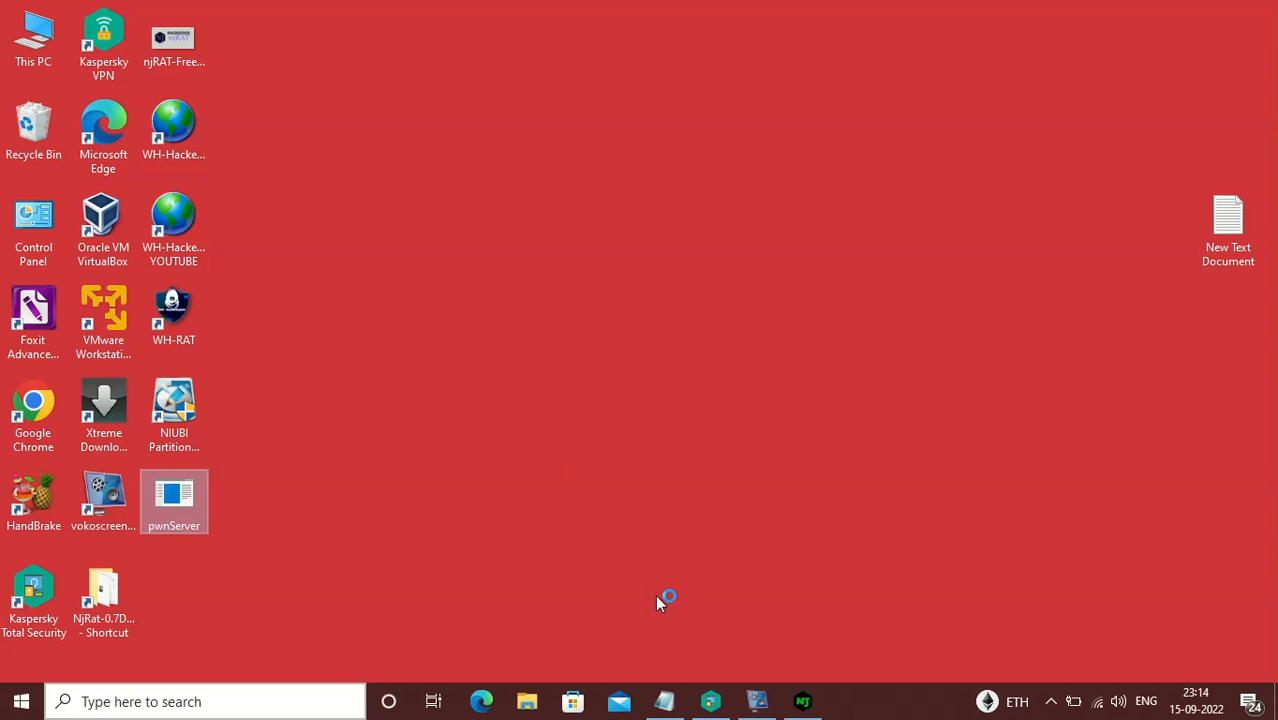 This PC
Kaspersky
VPN
njRAT
njRAT-Free...
Recycle Bin
Microsoft
Edge
WH-Hacke...
Control
Panel
Oracle VM
VirtualBox
WH-Hacke...
YOUTUBE
New Text
Document
Foxit
Advance...
VMware
Workstati...
WH-RAT
Google
Chrome
Xtreme
Downlo...
NIUBI
Partition...
HandBrake
vokoscreen...
pwnServer
Kaspersky
Total Security
NjRat-0.7D...
- Shortcut
Type here to search
NJ
ETH
ENG
23:14
15-09-2022
24